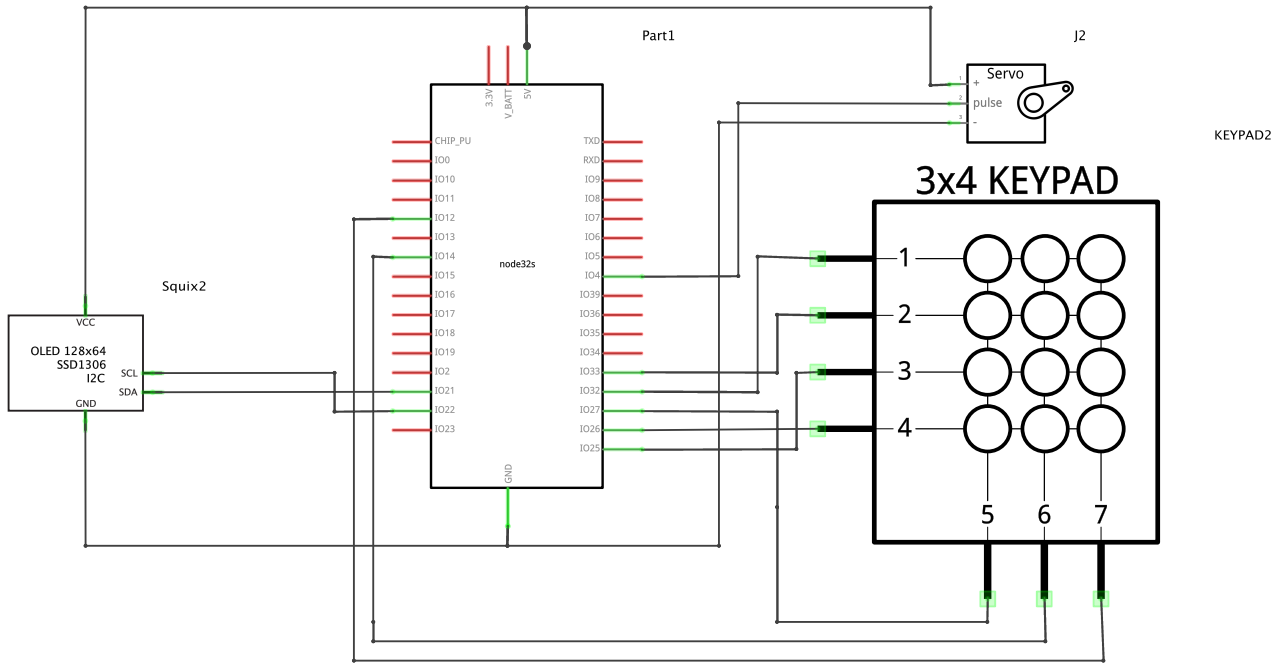 Part1
J2
KEYPAD2
Squix2
3.3V
V_BATT
5V
CHIP_PU
IO0
IO10
IO11
IO12
IO13
IO14
IO15
IO16
IO17
IO18
IO19
IO2
IO21
IO22
IO23
node32s
TXD
RXD
IO9
IO8
IO7
IO6
IO5
IO4
IO39
IO36
IO35
IO34
IO33
IO32
IO27
IO26
IO25
GND
VCC
OLED 128x64
SSD1306
I2C
SCL
SDA
GND
Servo
1
+
2
pulse
3
-
3x4 KEYPAD
1
2
3
4
5 6 7